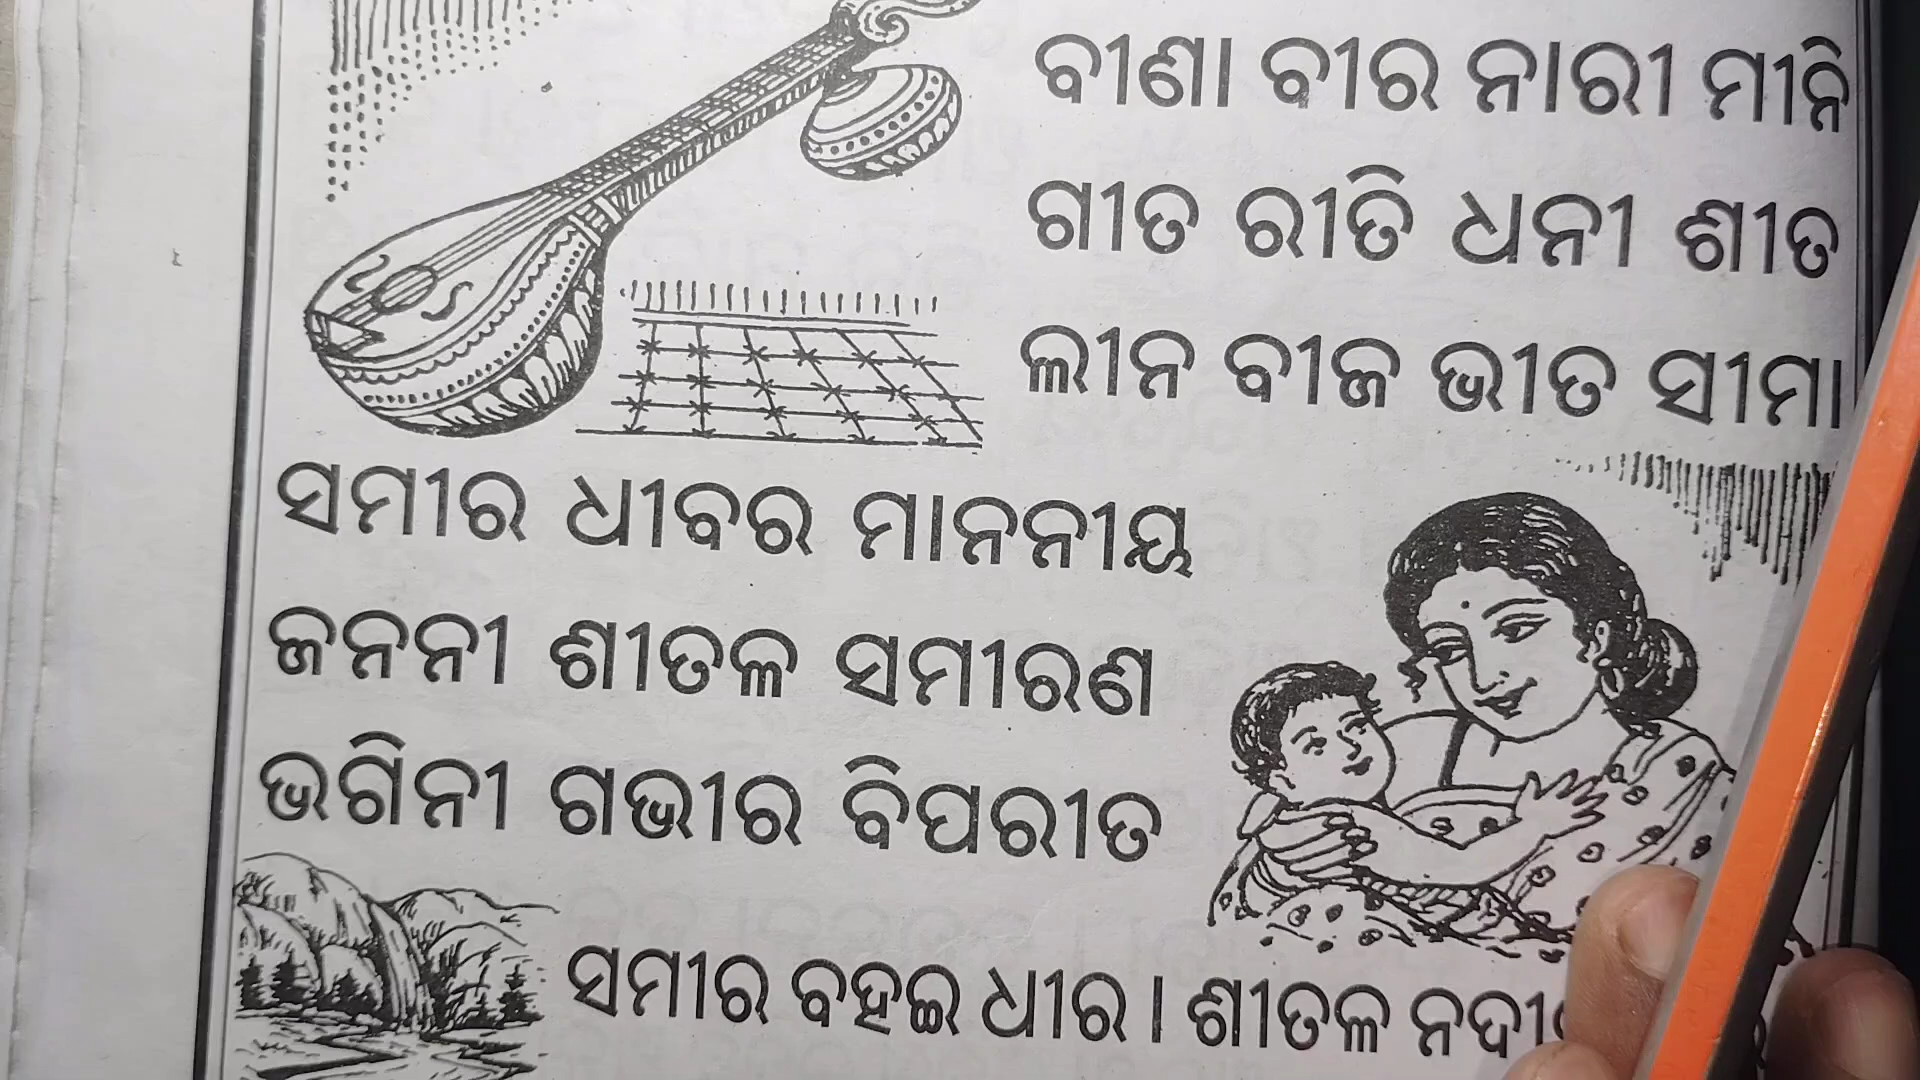 ବୀଣା ବୀର ନାରୀ ମୀନ
ଗୀତ ରୀତି ଧନୀ ଶୀତ
ଲୀନ ବୀଜ ଭୀତ ସୀମା
ସମୀର ଧୀବର ମାନନୀୟ
ଜନନୀ ଶୀତଳ ସମୀରଣ
ଭଗିନୀ ଗଭୀର ବିପରୀତ
ସମୀର ବହଇ ଧୀର । ଶୀତଳ